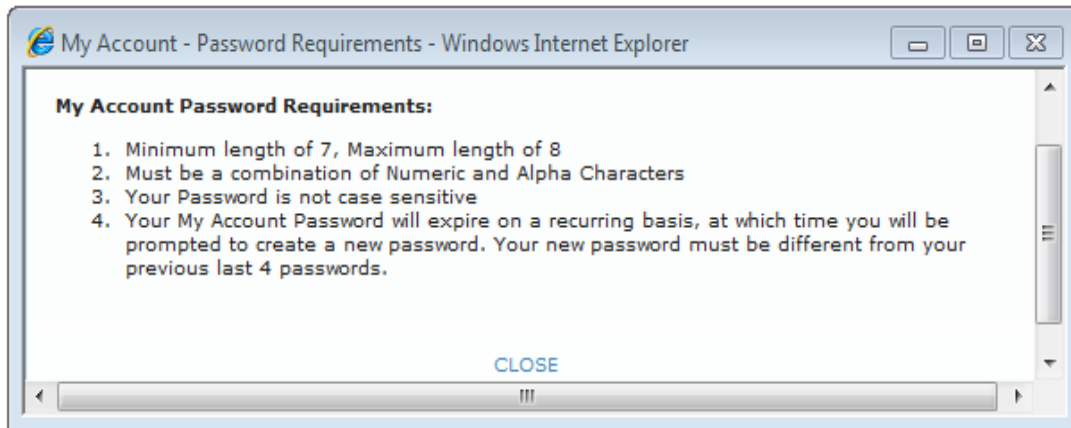 My Account - Password Requirements - Windows Internet Explorer
My Account Password Requirements:
1. Minimum length of 7, Maximum length of 8
2. Must be a combination of Numeric and Alpha Characters
3. Your Password is not case sensitive
4. Your My Account Password will expire on a recurring basis, at which time you will be
prompted to create a new password. Your new password must be different from your
previous last 4 passwords.
CLOSE